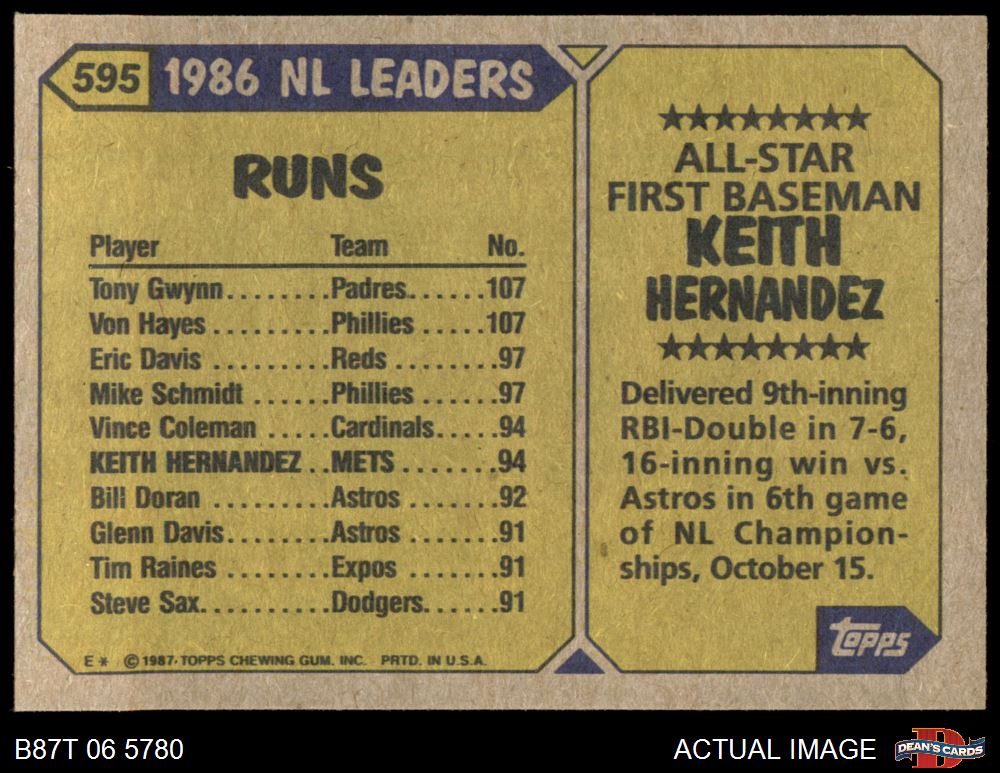 595 1986 NL LEADERS
RUNS
Player Team No.
Tony Gwynn........Padres......107
Von Hayes.........Phillies.....107
Eric Davis.........Reds........97
Mike Schmidt......Phillies......97
Vince Coleman.....Cardinals....94
KEITH HERNANDEZ..METS.......94
Bill Doran........Astros.......92
Glenn Davis.......Astros.......91
Tim Raines........Expos.......91
Steve Sax.........Dodgers.....91
E* ©1987 TOPPS CHEWING GUM, INC. PRTD. IN U.S.A.
★★★★★★★★
ALL-STAR
FIRST BASEMAN
KEITH
HERNANDEZ
★★★★★★★★
Delivered 9th-inning
RBI-Double in 7-6,
16-inning win vs.
Astros in 6th game
of NL Champion-
ships, October 15.
topps
B87T 06 5780
ACTUAL IMAGE
D
DEAN'S CARDS